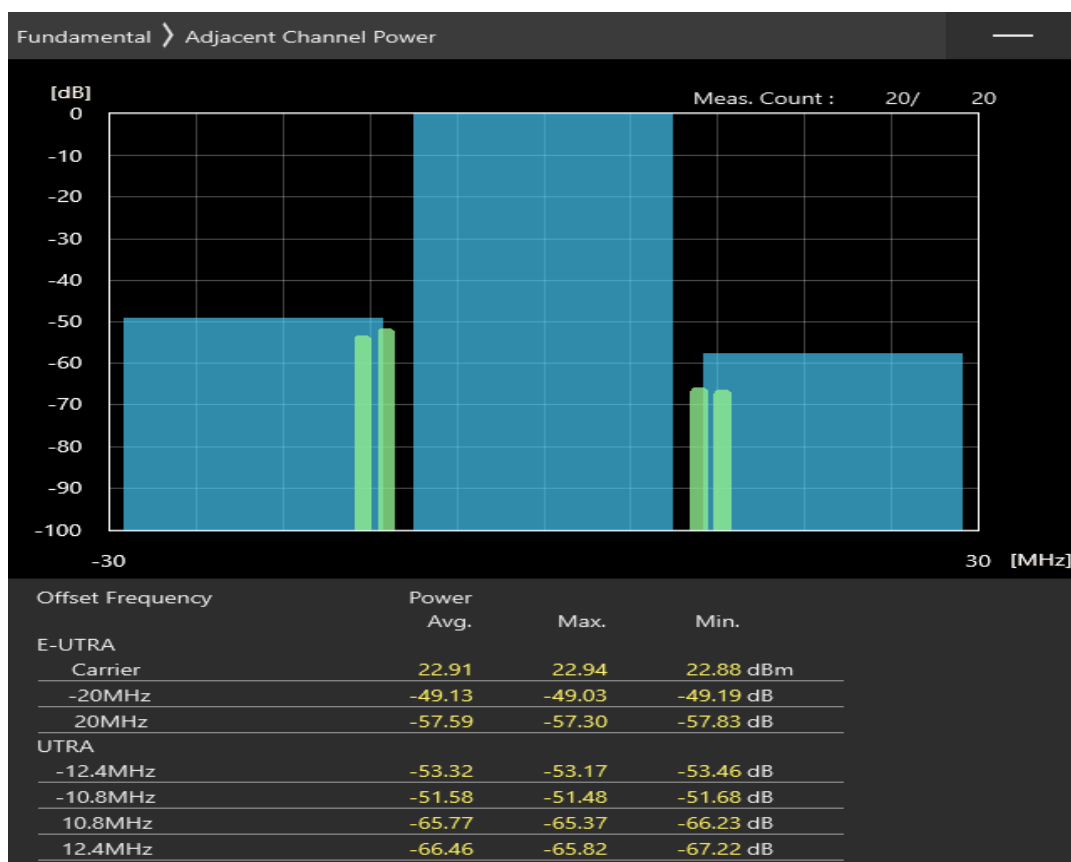 Fundamental 〉 Adjacent Channel Power
[dB]
Meas. Count : 20/ 20
0
-10
-20
-30
-40
-50
-60
-70
-80
-90
-100
-30 30 [MHz]
Offset Frequency Power
Avg. Max. Min.
E-UTRA
Carrier 22.91 22.94 22.88 dBm
-20MHz -49.13 -49.03 -49.19 dB
20MHz -57.59 -57.30 -57.83 dB
UTRA
-12.4MHz -53.32 -53.17 -53.46 dB
-10.8MHz -51.58 -51.48 -51.68 dB
10.8MHz -65.77 -65.37 -66.23 dB
12.4MHz -66.46 -65.82 -67.22 dB